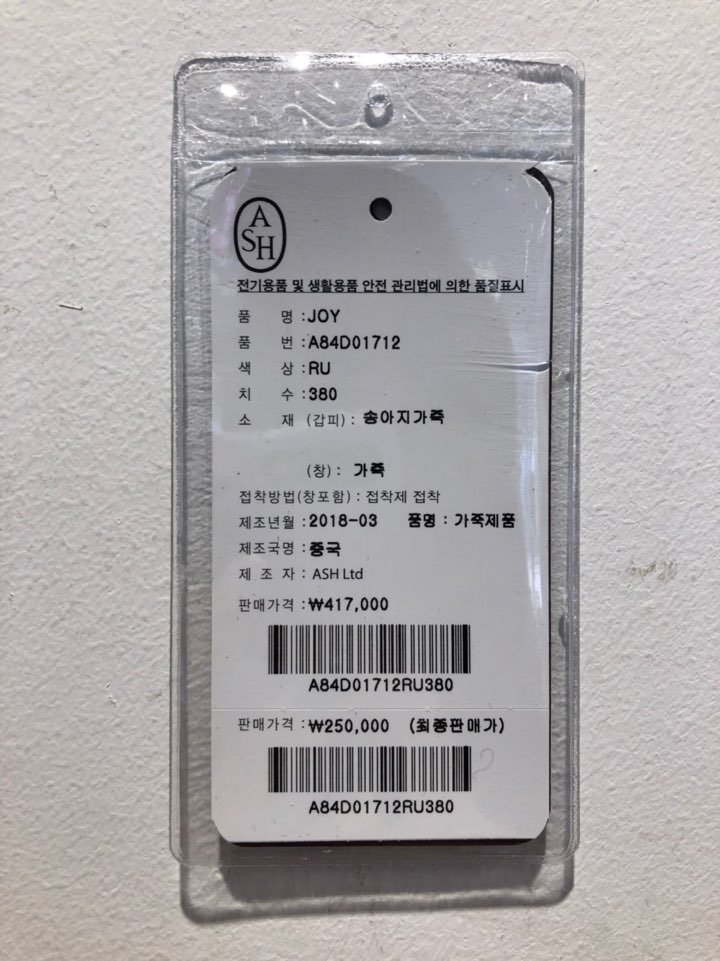 ASH
전기용품 및 생활용품 안전 관리법에 의한 품질표시
품 명 : JOY
품 번 : A84D01712
색 상 : RU
치 수 : 380
소 재 (갑피) : 송아지가죽
(창) : 가죽
접착방법(창포함) : 접착제 접착
제조년월 : 2018-03 품명 : 가죽제품
제조국명 : 중국
제 조 자 : ASH Ltd
판매가격 : ₩417,000
A84D01712RU380
판매가격 : ₩250,000 (최종판매가)
A84D01712RU380